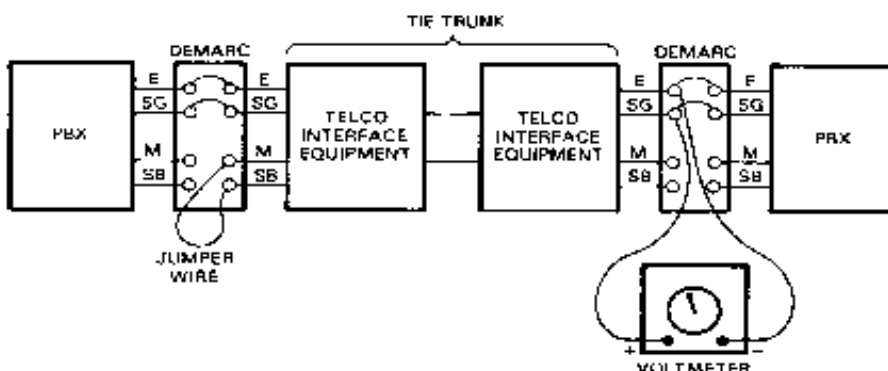 TIE TRUNK
DEMARC
DEMARC
E
E
E
E
SG
SG
SG
SG
PBX
TELCO
INTERFACE
EQUIPMENT
TELCO
INTERFACE
EQUIPMENT
PBX
M
M
M
M
SB
SB
SB
SB
JUMPER
WIRE
+
−
VOLTMETER